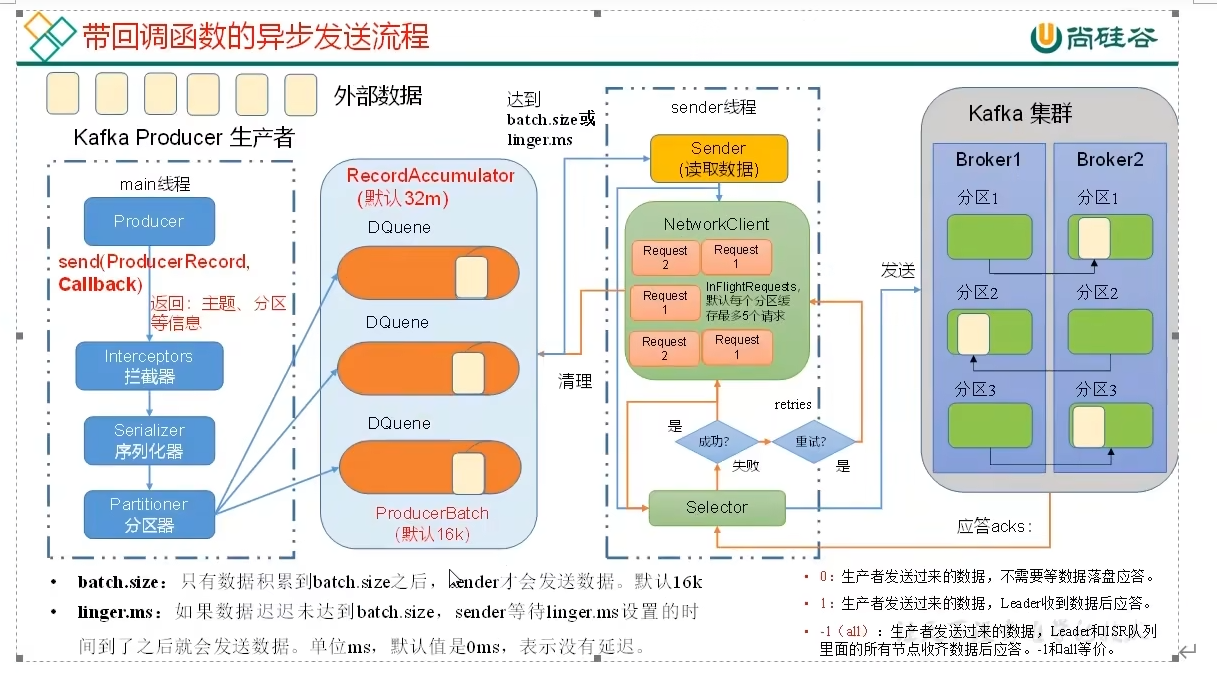 带回调函数的异步发送流程
尚硅谷
外部数据
Kafka Producer 生产者
main线程
Producer
send(ProducerRecord,
Callback)
返回：主题、分区
等信息
Interceptors
拦截器
Serializer
序列化器
Partitioner
分区器
RecordAccumulator
(默认32m)
DQuene
DQuene
DQuene
ProducerBatch
(默认16k)
达到
batch.size或
linger.ms
清理
sender线程
Sender
(读取数据)
NetworkClient
Request
2
Request
1
Request
1
InFlightRequests,
默认每个分区缓
存最多5个请求
Request
2
Request
1
retries
是
成功?
重试?
失败
是
Selector
发送
Kafka 集群
Broker1
Broker2
分区1
分区1
分区2
分区2
分区3
分区3
应答acks：
• batch.size：只有数据积累到batch.size之后，sender才会发送数据。默认16k
• linger.ms：如果数据迟迟未达到batch.size，sender等待linger.ms设置的时
间到了之后就会发送数据。单位ms，默认值是0ms，表示没有延迟。
• 0：生产者发送过来的数据，不需要等数据落盘应答。
• 1：生产者发送过来的数据，Leader收到数据后应答。
• -1（all）：生产者发送过来的数据，Leader和ISR队列
里面的所有节点收齐数据后应答。-1和all等价。